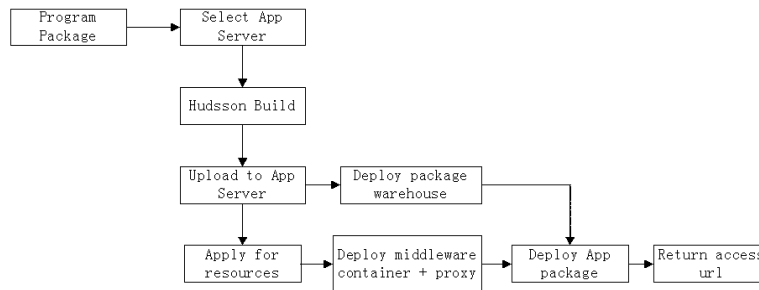 Program
Package
Select App
Server
Hudsson Build
Upload to App
Server
Deploy package
warehouse
Apply for
resources
Deploy middleware
container + proxy
Deploy App
package
Return access
url